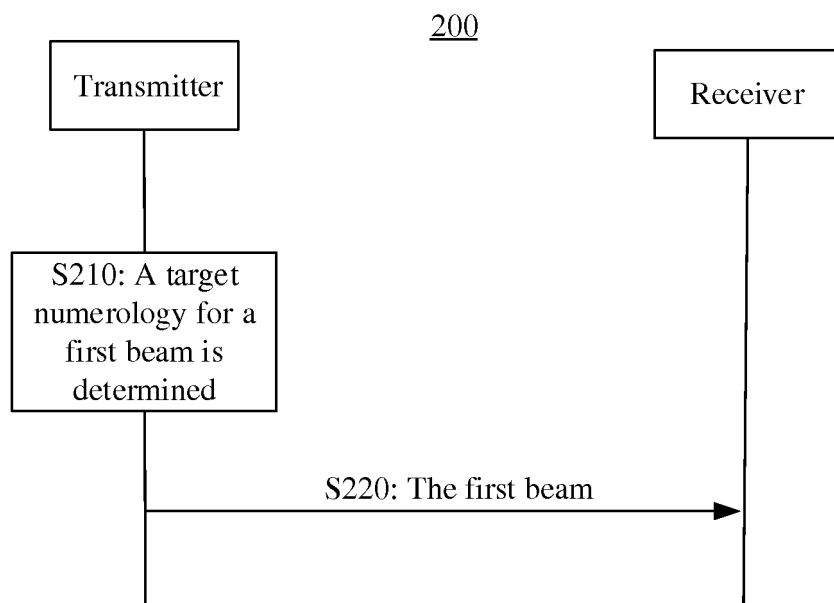 200
Transmitter
Receiver
S210: A target
numerology for a
first beam is
determined
S220: The first beam